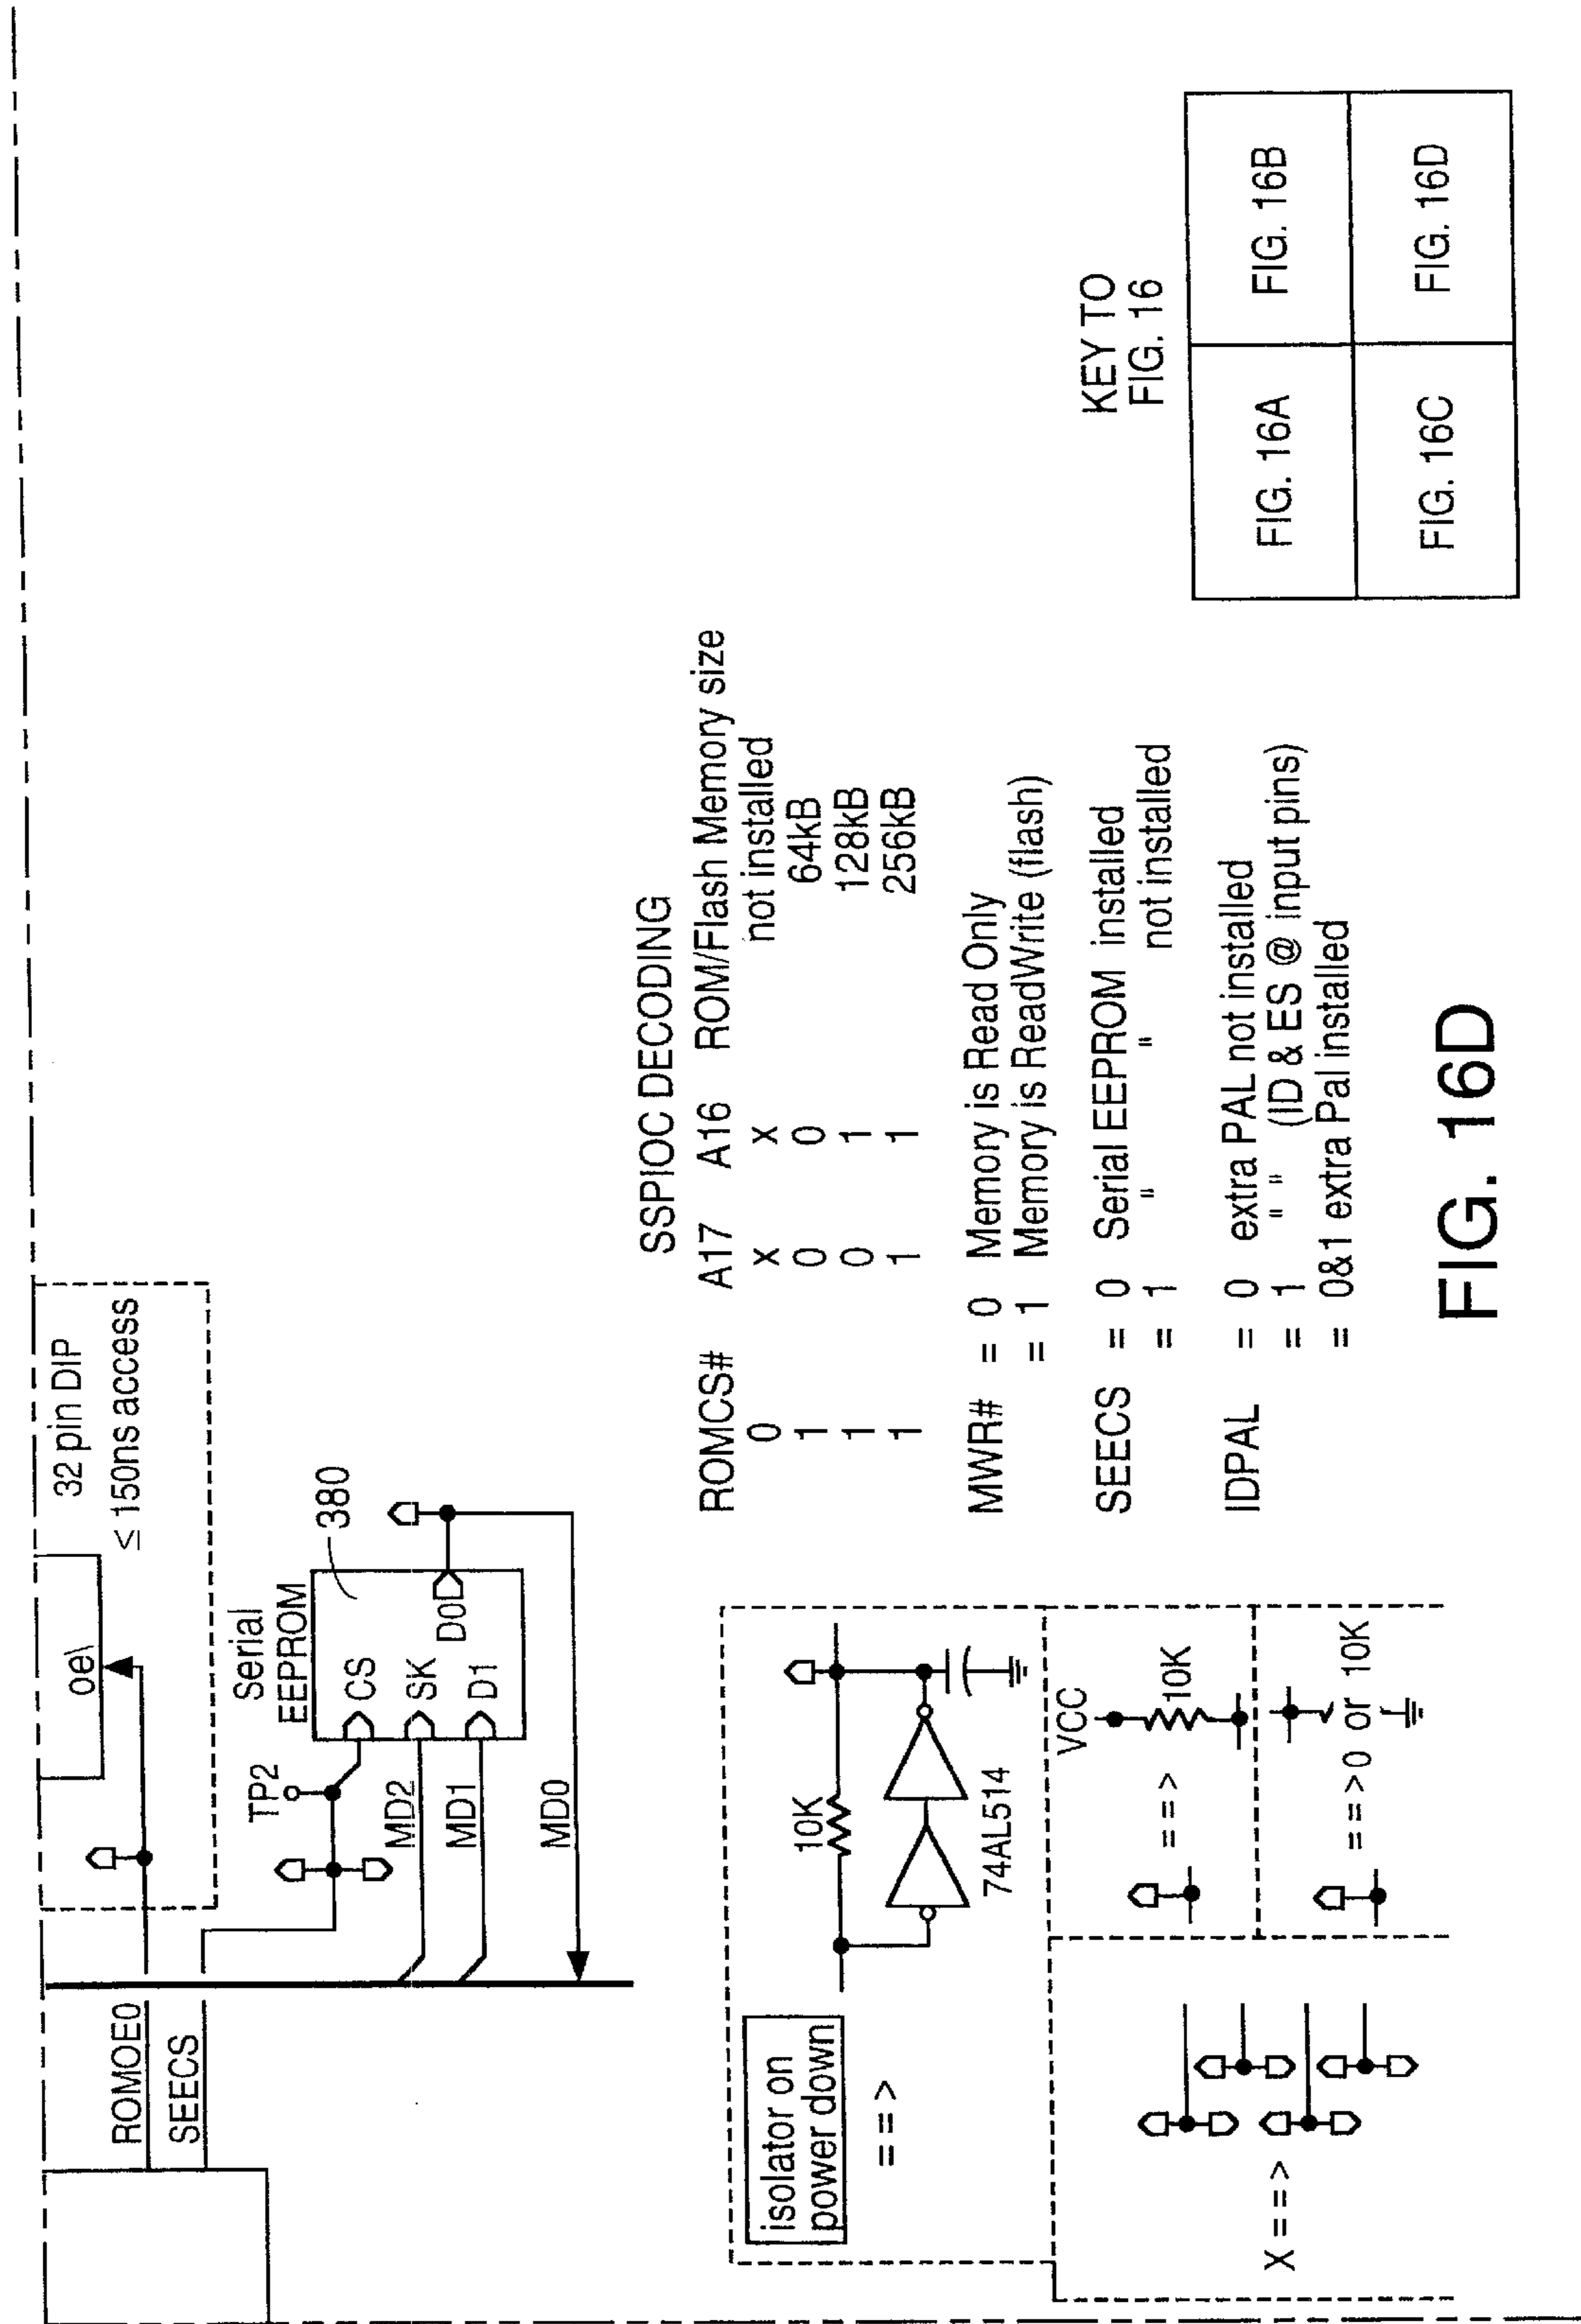 32 pin DIP
≤ 150ns access
oe\
ROMOE0
SEECS
TP2
Serial
EEPROM
380
CS
SK
D1
D0
MD2
MD1
MD0
isolator on
power down
==>
10K
74AL514
VCC
==>
10K
X==>
==>0 or 10K
SSPIOC DECODING
ROMCS# A17 A16 ROM/Flash Memory size
0 X X not installed
1 0 0 64kB
1 0 1 128kB
1 1 1 256kB
MWR# = 0 Memory is Read Only
= 1 Memory is ReadWrite (flash)
SEECS = 0 Serial EEPROM installed
= 1 " " not installed
IDPAL = 0 extra PAL not installed
= 1 " " (ID & ES @ input pins)
= 0&1 extra Pal installed
KEY TO
FIG. 16
FIG. 16A FIG. 16B
FIG. 16C FIG. 16D
FIG. 16D